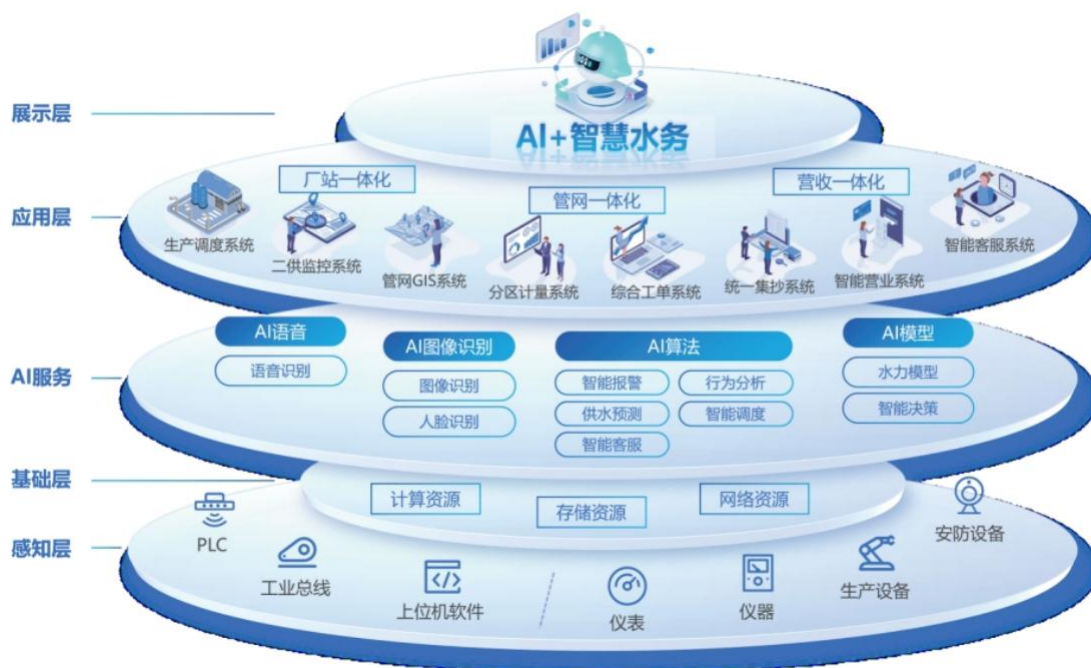 展示层
AI+智慧水务
应用层
厂站一体化
管网一体化
营收一体化
生产调度系统
二供监控系统
管网GIS系统
分区计量系统
综合工单系统
统一集抄系统
智能营业系统
智能客服系统
AI服务
AI语音
语音识别
AI图像识别
图像识别
人脸识别
AI算法
智能报警
行为分析
供水预测
智能调度
智能客服
AI模型
水力模型
智能决策
基础层
计算资源
存储资源
网络资源
感知层
PLC
工业总线
上位机软件
仪表
仪器
生产设备
安防设备